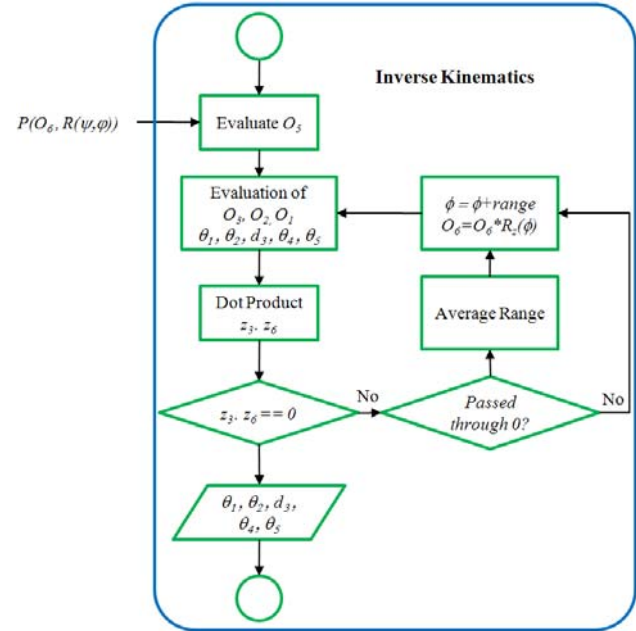 Inverse Kinematics
P(O₆, R(ψ,φ))
Evaluate O₅
Evaluation of
O₃, O₂, O₁
θ₁, θ₂, d₃, θ₄, θ₅
ϕ = ϕ+range
O₆=O₆*R_z(ϕ)
Dot Product
z₃. z₆
Average Range
z₃. z₆ == 0
No
Passed
through 0?
No
θ₁, θ₂, d₃,
θ₄, θ₅